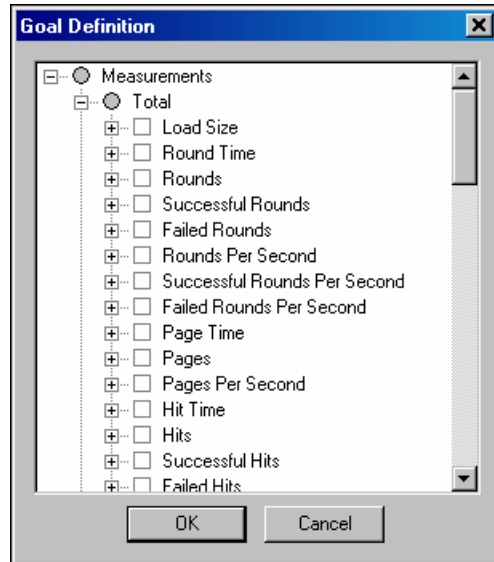 Goal Definition
Measurements
Total
Load Size
Round Time
Rounds
Successful Rounds
Failed Rounds
Rounds Per Second
Successful Rounds Per Second
Failed Rounds Per Second
Page Time
Pages
Pages Per Second
Hit Time
Hits
Successful Hits
Failed Hits
OK Cancel